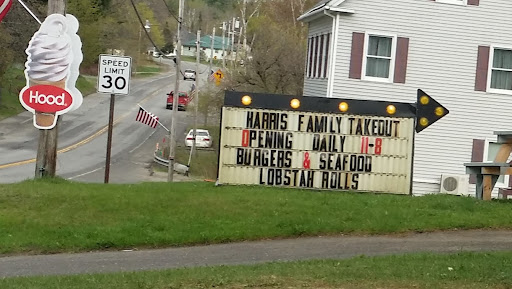 Hood.
SPEED
LIMIT
30
HARRIS FAMILY TAKEOUT
OPENING DAILY 11-8
BURGERS & SEAFOOD
LOBSTAH ROLLS